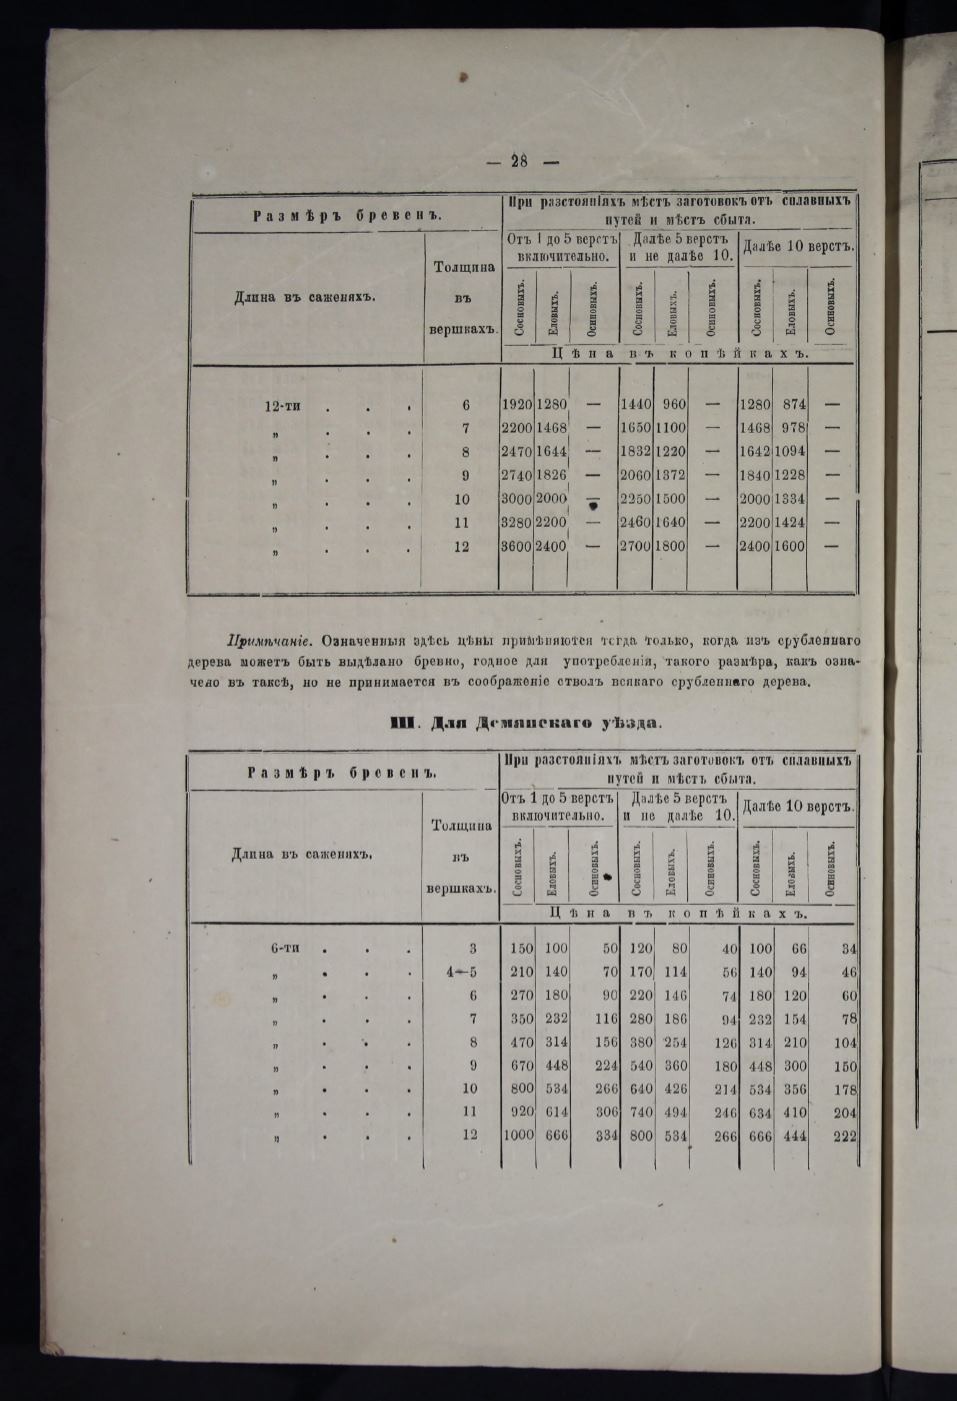 — 28 —
Размѣръ бревенъ.
При разстояніяхъ мѣстъ заготовокъ отъ сплавныхъ
путей и мѣстъ сбыта.
Длина въ саженяхъ.
Толщина
въ
вершкахъ.
Отъ 1 до 5 верстъ
включительно.
Далѣе 5 верстъ
и не далѣе 10.
Далѣе 10 верстъ.
Сосновыхъ. Еловыхъ. Осиновыхъ. Сосновыхъ. Еловыхъ. Осиновыхъ. Сосновыхъ. Еловыхъ. Осиновыхъ.
Цѣна въ копѣйкахъ.
12-ти . . . 6 1920 1280 — 1440 960 — 1280 874 —
„ . . . 7 2200 1468 — 1650 1100 — 1468 978 —
„ . . . 8 2470 1644 — 1832 1220 — 1642 1094 —
„ . . . 9 2740 1826 — 2060 1372 — 1840 1228 —
„ . . . 10 3000 2000 — 2250 1500 — 2000 1334 —
„ . . . 11 3280 2200 — 2460 1640 — 2200 1424 —
„ . . . 12 3600 2400 — 2700 1800 — 2400 1600 —
Примѣчаніе. Означенныя здѣсь цѣны примѣняются тогда только, когда изъ срубленнаго
дерева можетъ быть выдѣлано бревно, годное для употребленія, такого размѣра, какъ озна-
чено въ таксѣ, но не принимается въ соображеніе стволъ всякаго срубленнаго дерева.
III. Для Демянскаго уѣзда.
Размѣръ бревенъ.
При разстояніяхъ мѣстъ заготовокъ отъ сплавныхъ
путей и мѣстъ сбыта.
Длина въ саженяхъ.
Толщина
въ
вершкахъ.
Отъ 1 до 5 верстъ
включительно.
Далѣе 5 верстъ
и не далѣе 10.
Далѣе 10 верстъ.
Сосновыхъ. Еловыхъ. Осиновыхъ. Сосновыхъ. Еловыхъ. Осиновыхъ. Сосновыхъ. Еловыхъ. Осиновыхъ.
Цѣна въ копѣйкахъ.
6-ти . . . 3 150 100 50 120 80 40 100 66 34
„ . . . 4—5 210 140 70 170 114 56 140 94 46
„ . . . 6 270 180 90 220 146 74 180 120 60
„ . . . 7 350 232 116 280 186 94 232 154 78
„ . . . 8 470 314 156 380 254 126 314 210 104
„ . . . 9 670 448 224 540 360 180 448 300 150
„ . . . 10 800 534 266 640 426 214 534 356 178
„ . . . 11 920 614 306 740 494 246 634 410 204
„ . . . 12 1000 666 334 800 534 266 666 444 222